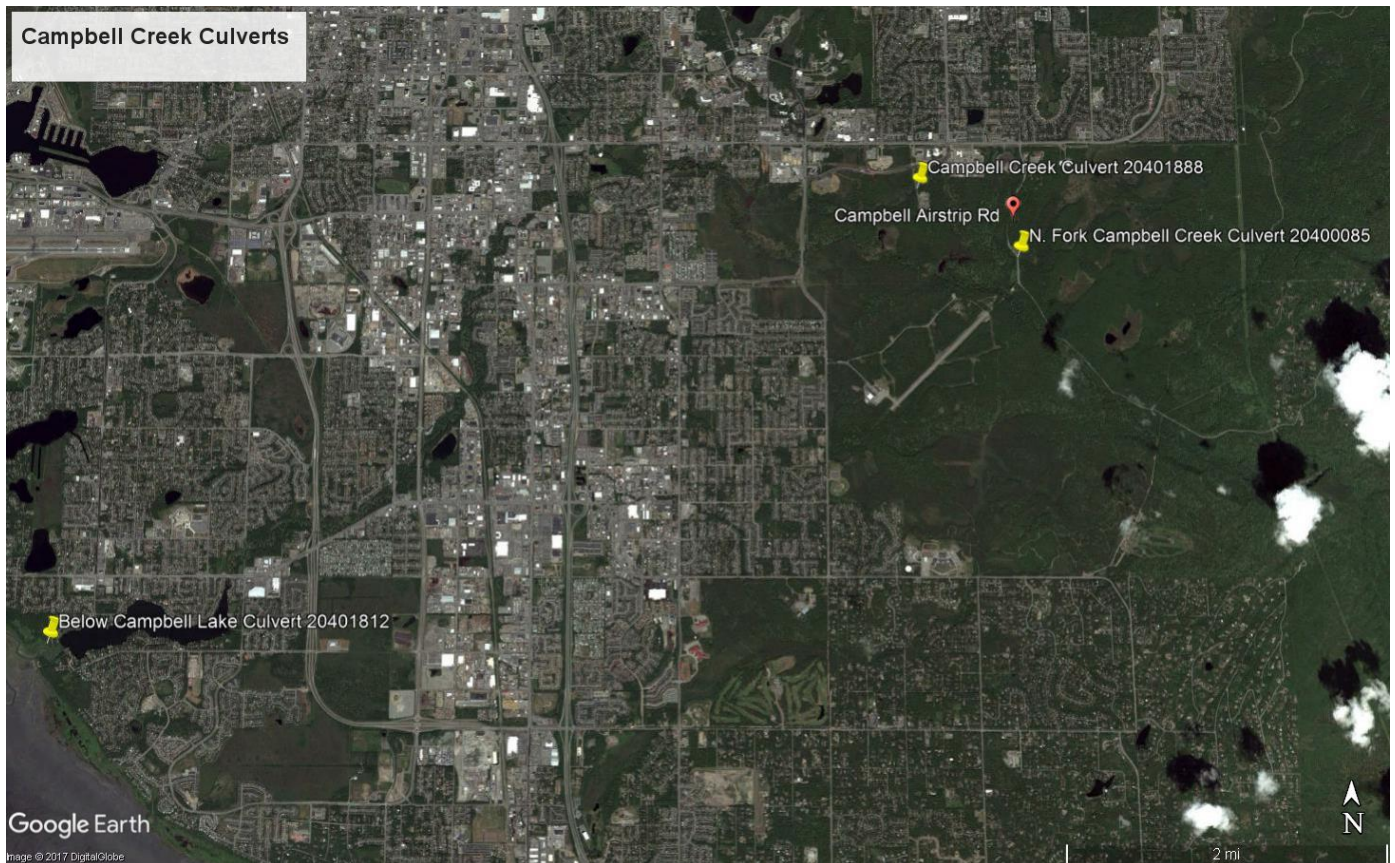 Campbell Creek Culverts
Campbell Creek Culvert 20401888
Campbell Airstrip Rd
N. Fork Campbell Creek Culvert 20400085
Below Campbell Lake Culvert 20401812
Google Earth
N
Image © 2017 DigitalGlobe
2 mi